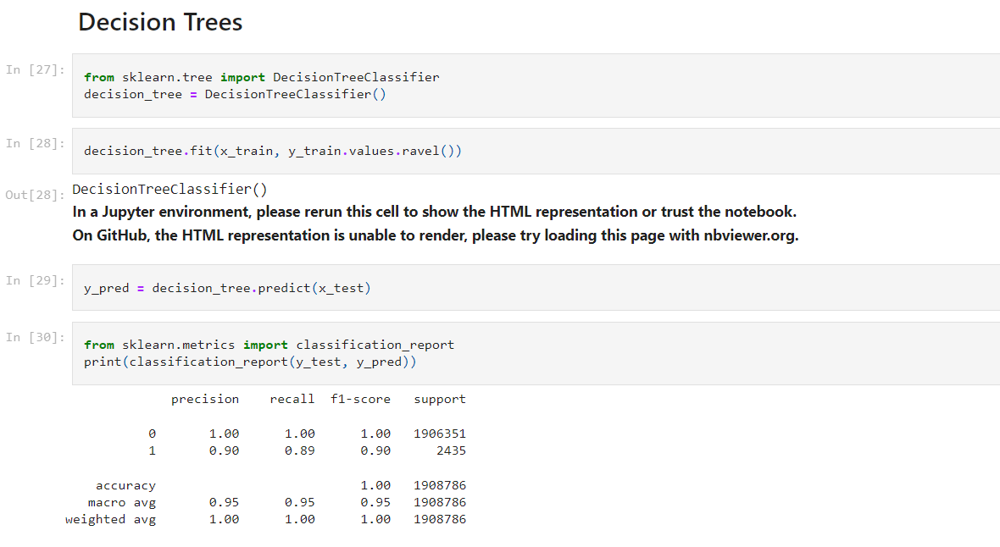 Decision Trees
In [27]:
from sklearn.tree import DecisionTreeClassifier
decision_tree = DecisionTreeClassifier()
In [28]:
decision_tree.fit(x_train, y_train.values.ravel())
Out[28]:
DecisionTreeClassifier()
In a Jupyter environment, please rerun this cell to show the HTML representation or trust the notebook.
On GitHub, the HTML representation is unable to render, please try loading this page with nbviewer.org.
In [29]:
y_pred = decision_tree.predict(x_test)
In [30]:
from sklearn.metrics import classification_report
print(classification_report(y_test, y_pred))
precision recall f1-score support
0 1.00 1.00 1.00 1906351
1 0.90 0.89 0.90 2435
accuracy 1.00 1908786
macro avg 0.95 0.95 0.95 1908786
weighted avg 1.00 1.00 1.00 1908786